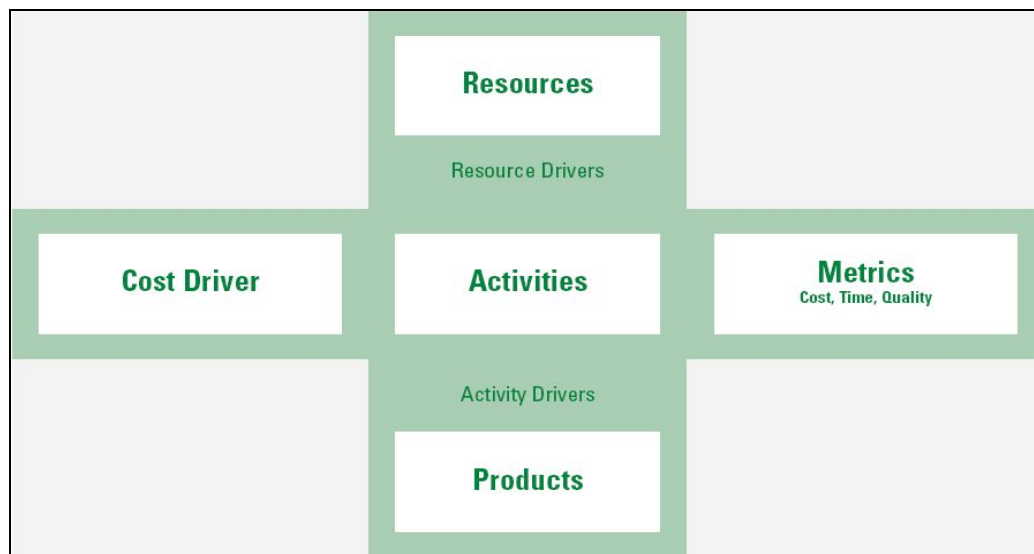 Resources
Resource Drivers
Cost Driver
Activities
Metrics
Cost, Time, Quality
Activity Drivers
Products